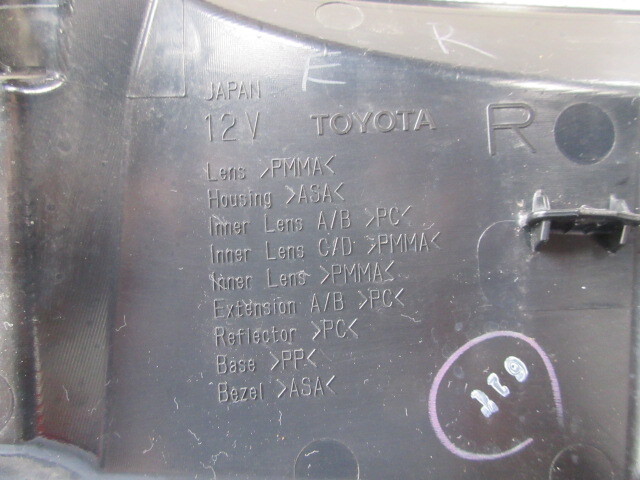 E K
JAPAN
12V TOYOTA R
Lens >PMMA<
Housing >ASA<
Inner Lens A/B >PC<
Inner Lens C/D >PMMA<
Inner Lens >PMMA<
Extension A/B >PC<
Reflector >PC<
Base >PP<
Bezel >ASA<